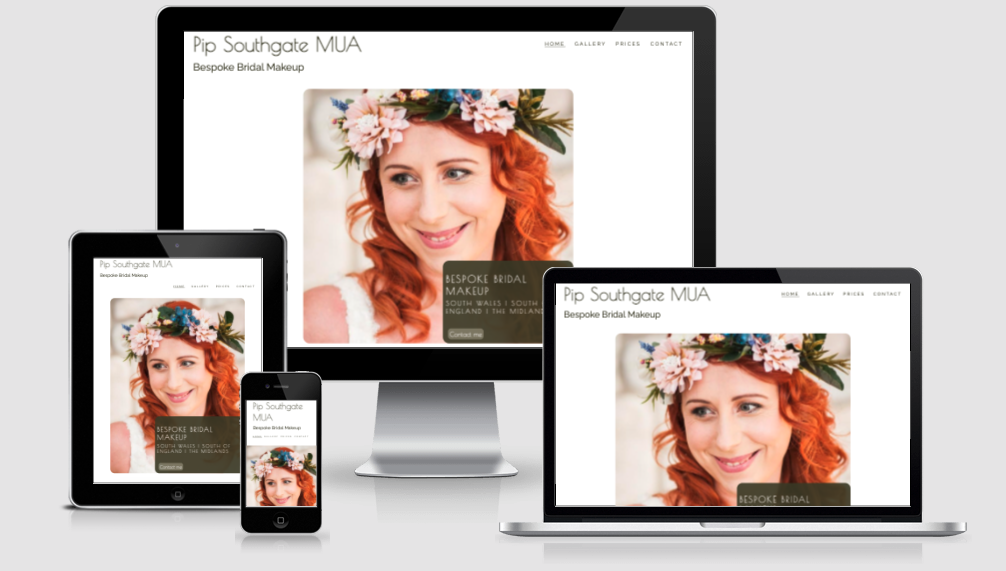 Pip Southgate MUA
Bespoke Bridal Makeup
HOME GALLERY PRICES CONTACT
BESPOKE BRIDAL
MAKEUP
SOUTH WALES | SOUTH OF
ENGLAND | THE MIDLANDS
Contact me
Pip Southgate MUA
Bespoke Bridal Makeup
HOME GALLERY PRICES CONTACT
BESPOKE BRIDAL
MAKEUP
SOUTH WALES | SOUTH OF
ENGLAND | THE MIDLANDS
Contact me
Pip Southgate
MUA
Bespoke Bridal Makeup
HOME GALLERY PRICES CONTACT
Pip Southgate MUA
Bespoke Bridal Makeup
HOME GALLERY PRICES CONTACT
BESPOKE BRIDAL